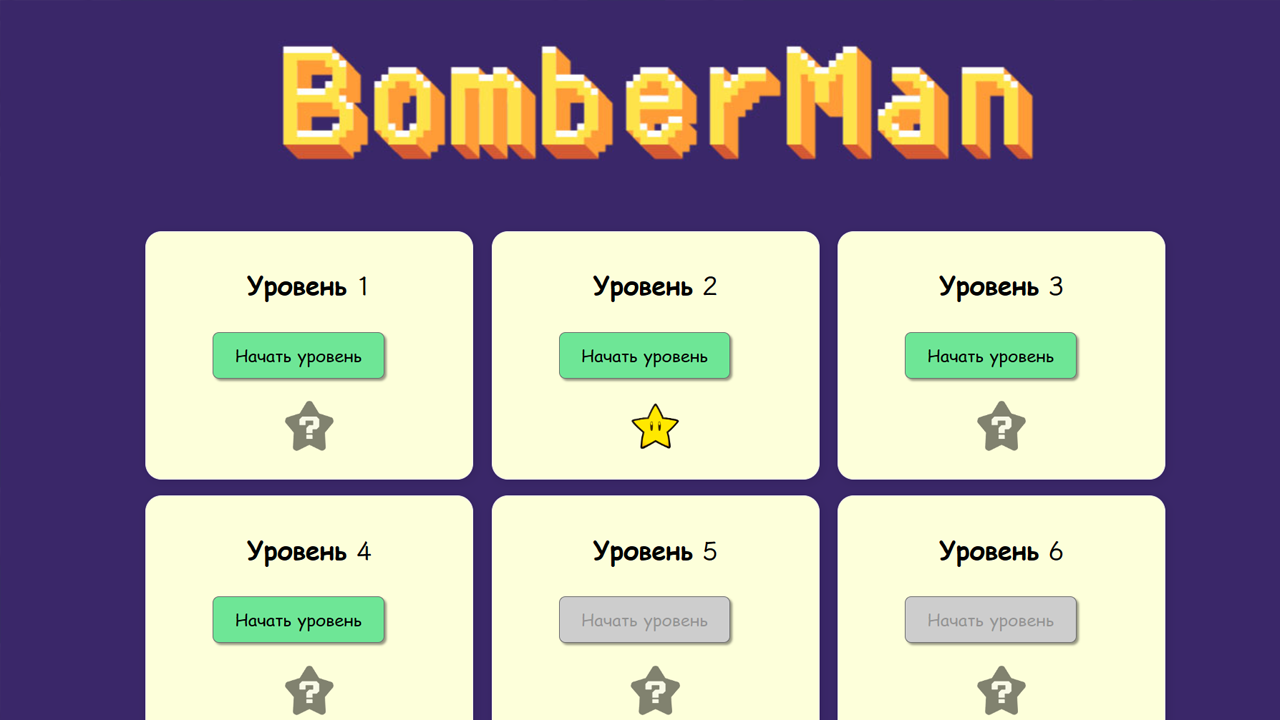 BomberMan
Уровень 1
Уровень 2
Уровень 3
Начать уровень
Начать уровень
Начать уровень
?
?
Уровень 4
Уровень 5
Уровень 6
Начать уровень
Начать уровень
Начать уровень
?
?
?